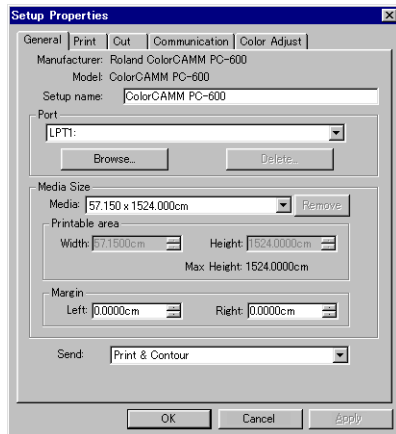 Setup Properties
General Print Cut Communication Color Adjust
Manufacturer: Roland ColorCAMM PC-600
Model: ColorCAMM PC-600
Setup name: ColorCAMM PC-600
Port
LPT1:
Browse... Delete...
Media Size
Media: 57.150 x 1524.000cm Remove
Printable area
Width: 57.1500cm Height: 1524.0000cm
Max Height: 1524.0000cm
Margin
Left: 0.0000cm Right: 0.0000cm
Send: Print & Contour
OK Cancel Apply